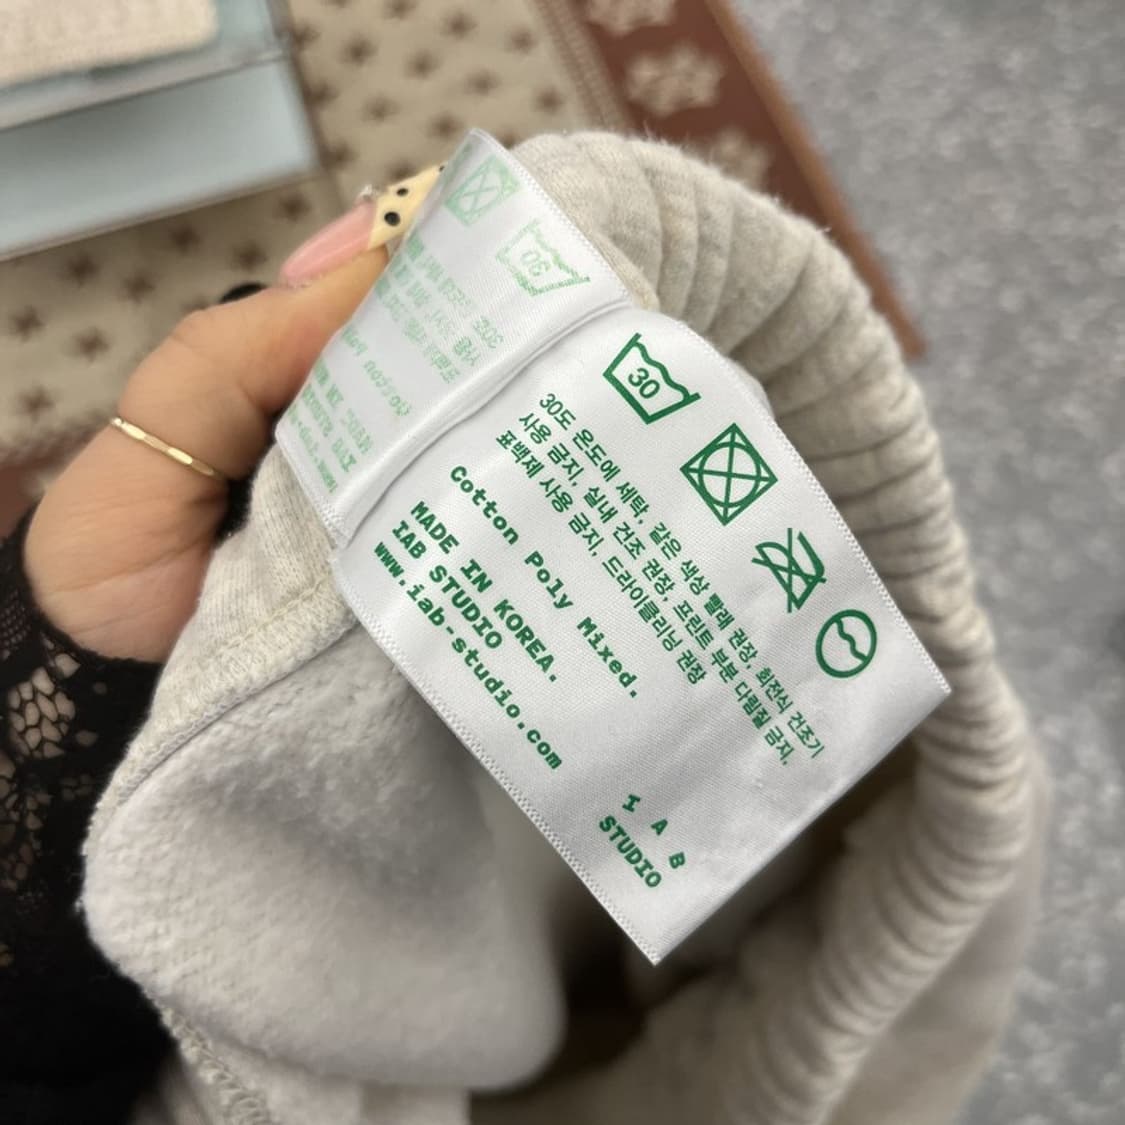 30
30도 온도에 세탁, 같은 색상 빨래 권장, 회전식 건조기
사용 금지, 실내 건조 권장, 프린트 부분 다림질 금지,
표백제 사용 금지, 드라이클리닝 권장
Cotton Poly Mixed.
MADE IN KOREA.
IAB STUDIO
www.iab-studio.com
I A B
STUDIO